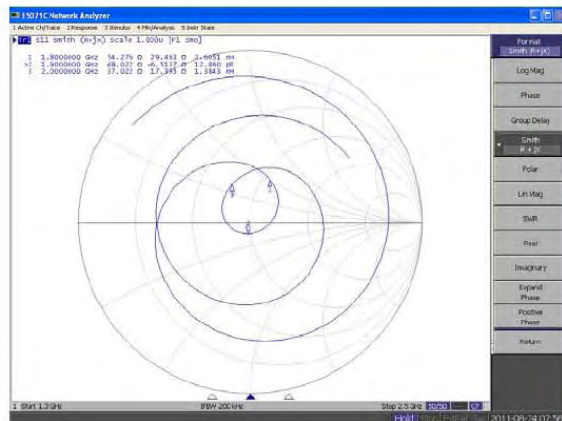 E5071C Network Analyzer
1 Active Ch/Trace 2 Response 3 Stimulus 4 Mkr/Analysis 5 Instr State
Tr1 S11 Smith (R+jX) Scale 1.000U [F1 Smo]
1 1.8000000 GHz 54.276 Ω 29.463 Ω 2.6051 nH
>2 1.9000000 GHz 48.023 Ω -6.5137 Ω 12.860 pF
3 2.0000000 GHz 37.023 Ω 17.395 Ω 1.3843 nH
Format
Smith (R+jX)
Log Mag
Phase
Group Delay
Smith
R + jX
Polar
Lin Mag
SWR
Real
Imaginary
Expand
Phase
Positive
Phase
Return
1 Start 1.3 GHz
IFBW 200 kHz
Stop 2.5 GHz
Hold
2011-08-24 07:56